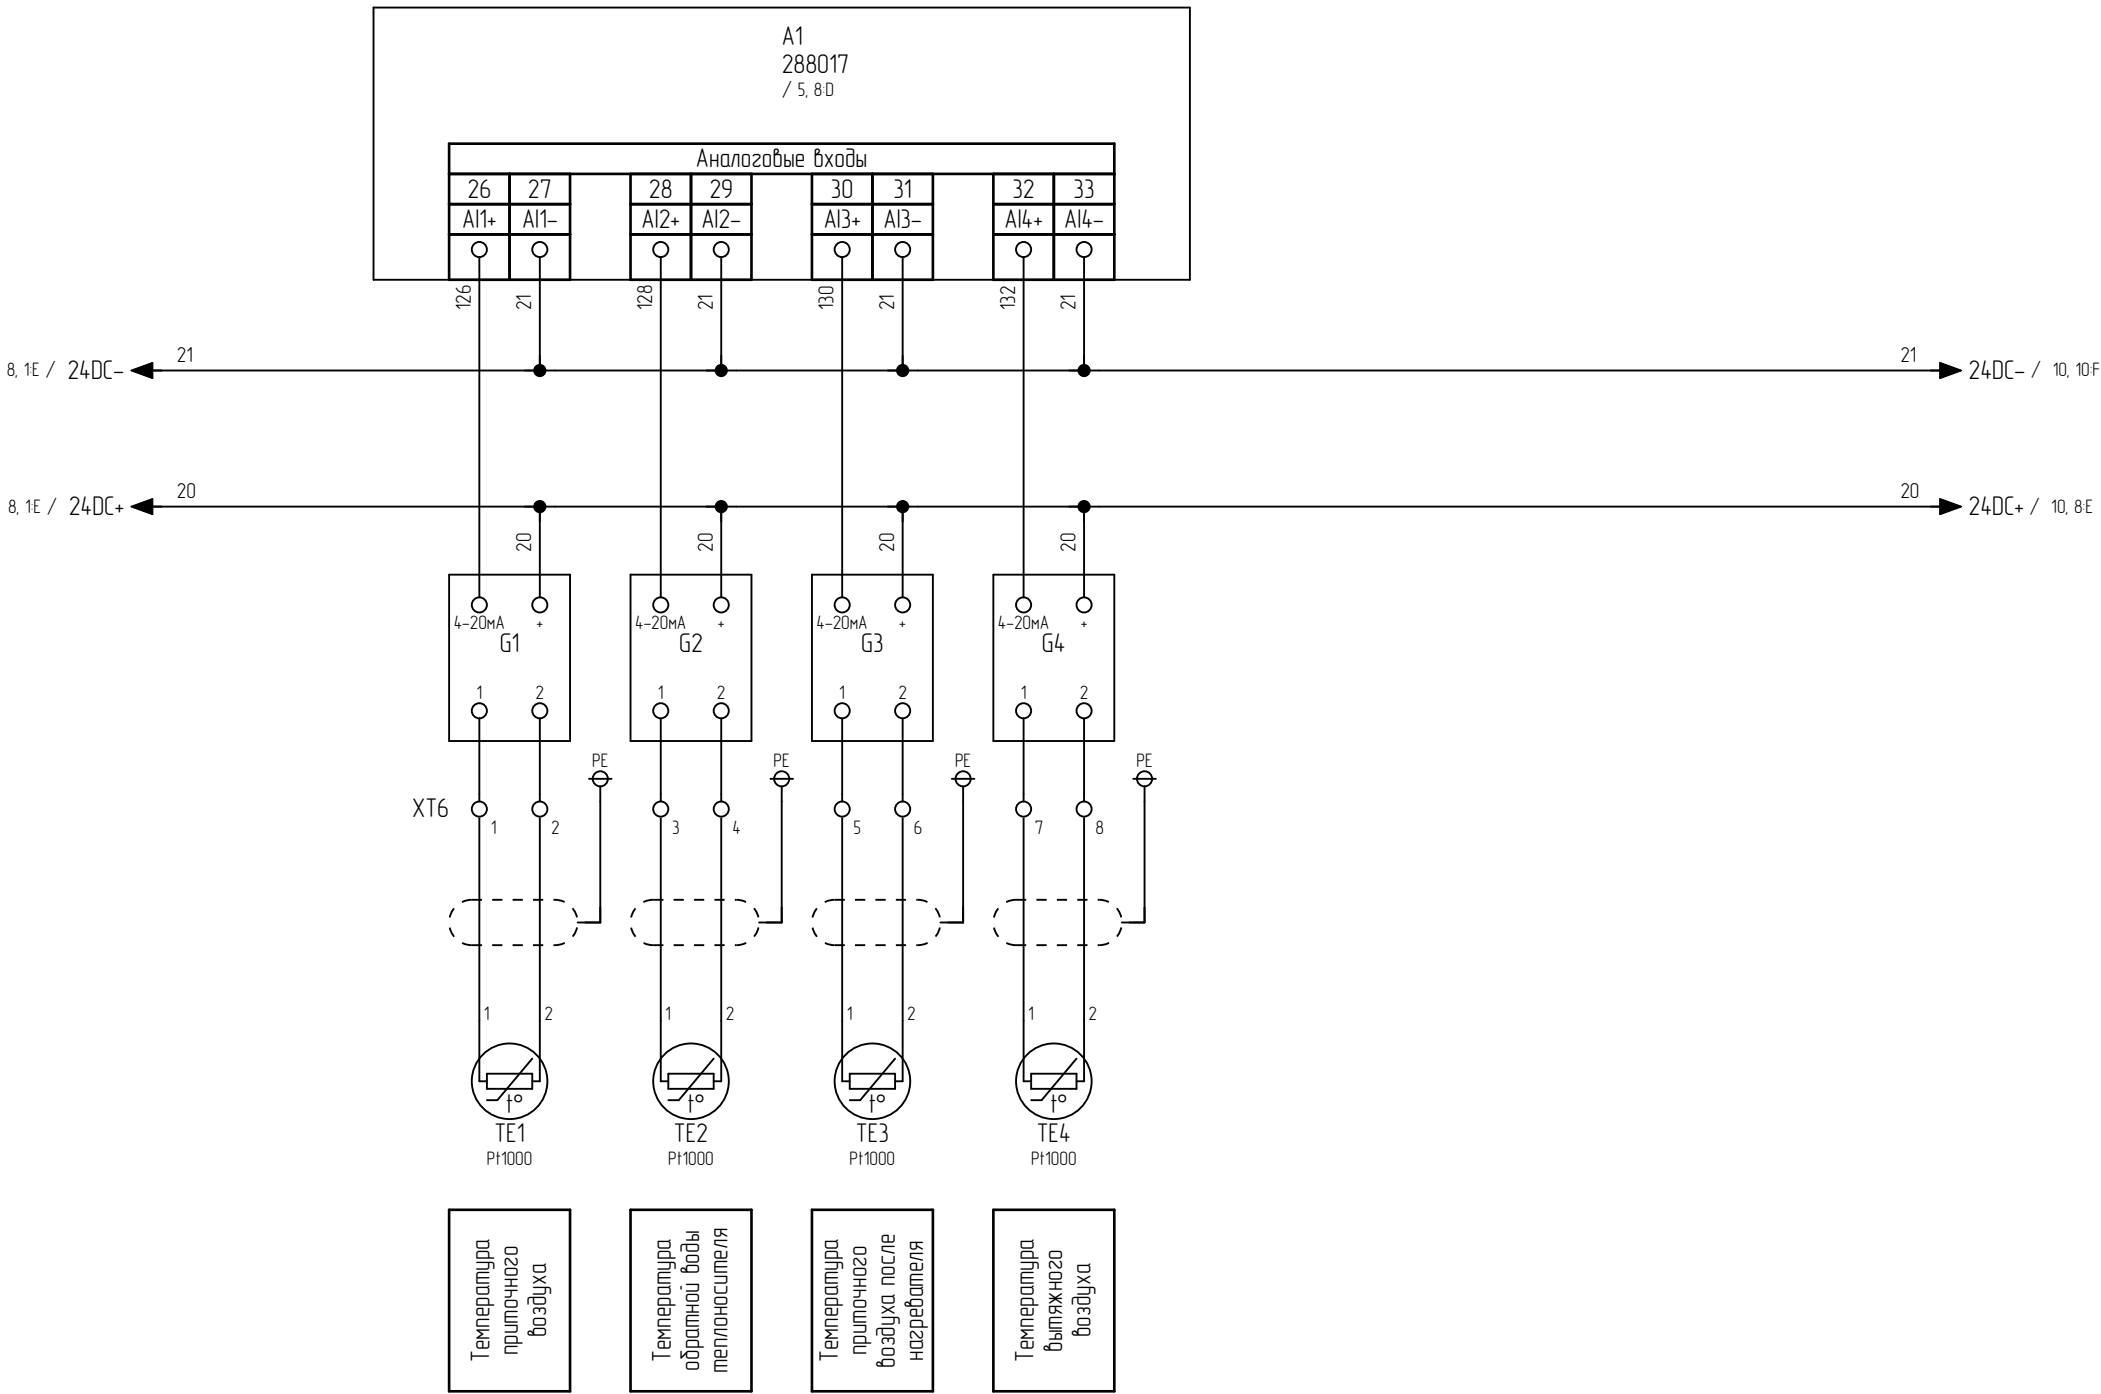 A1
288017
/ 5, 8:D
Аналоговые входы
26 27 28 29 30 31 32 33
AI1+ AI1– AI2+ AI2– AI3+ AI3– AI4+ AI4–
126 21 128 21 130 21 132 21
8, 1:E / 24DC– 21 21 24DC– / 10, 10:F
8, 1:E / 24DC+ 20 20 24DC+ / 10, 8:E
20 20 20 20
4–20мА + 4–20мА + 4–20мА + 4–20мА +
G1 G2 G3 G4
1 2 1 2 1 2 1 2
PE PE PE PE
XT6
1 2 3 4 5 6 7 8
1 2 1 2 1 2 1 2
t° t° t° t°
TE1 TE2 TE3 TE4
Pt1000 Pt1000 Pt1000 Pt1000
Температура
приточного
воздуха
Температура
обратной воды
теплоносителя
Температура
приточного
воздуха после
нагревателя
Температура
вытяжного
воздуха